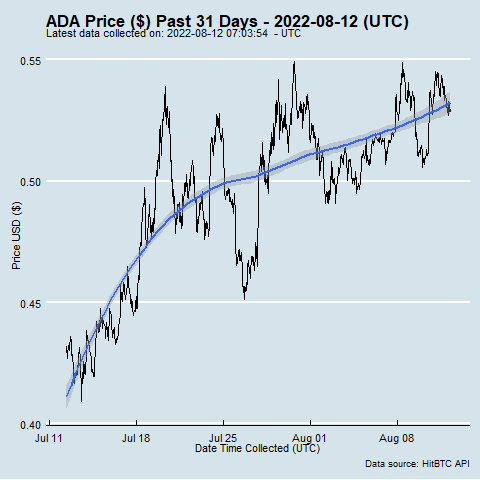 ADA Price ($) Past 31 Days - 2022-08-12 (UTC)
Latest data collected on: 2022-08-12 07:03:54 - UTC
0.55
0.50
0.45
0.40
Price USD ($)
Jul 11 Jul 18 Jul 25 Aug 01 Aug 08
Date Time Collected (UTC)
Data source: HitBTC API